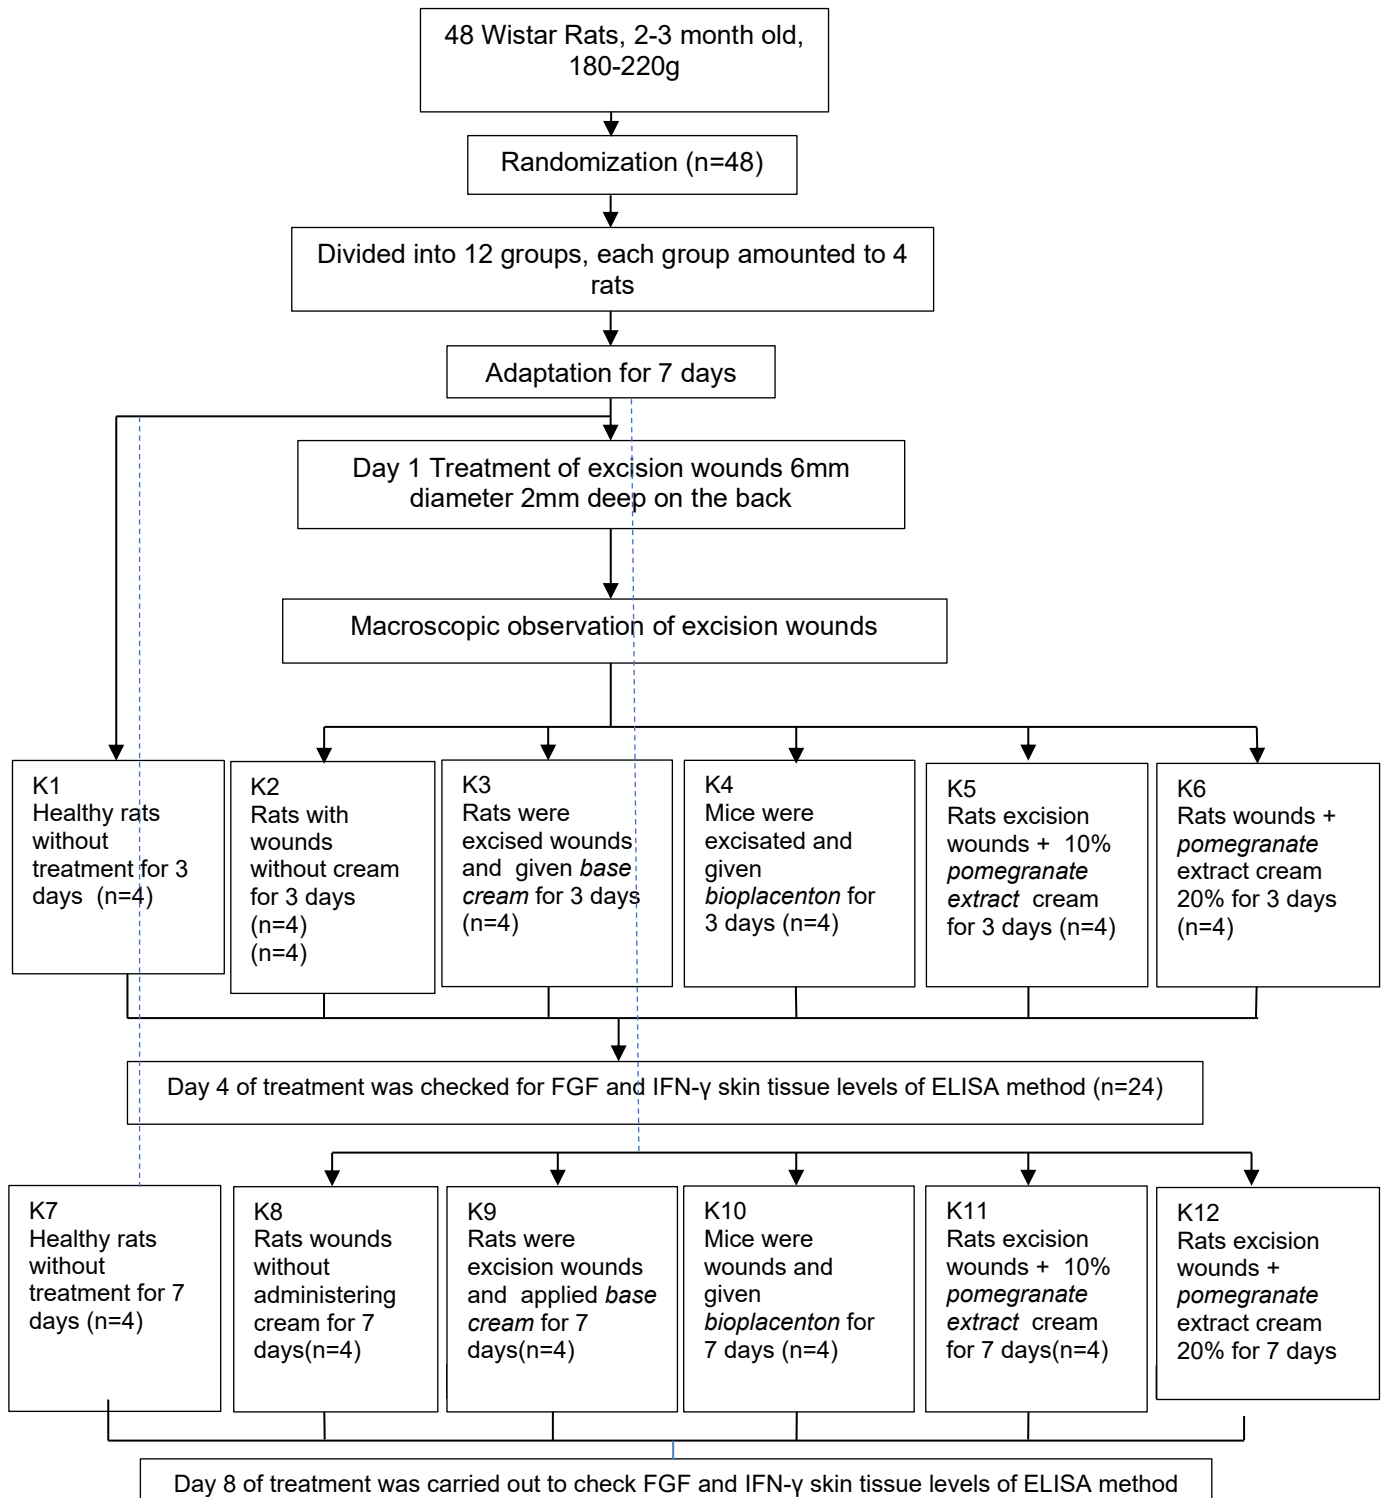 48 Wistar Rats, 2-3 month old,
180-220g
Randomization (n=48)
Divided into 12 groups, each group amounted to 4
rats
Adaptation for 7 days
Day 1 Treatment of excision wounds 6mm
diameter 2mm deep on the back
Macroscopic observation of excision wounds
K1
Healthy rats
without
treatment for 3
days (n=4)
K2
Rats with
wounds
without cream
for 3 days
(n=4)
(n=4)
K3
Rats were
excised wounds
and given base
cream for 3 days
(n=4)
K4
Mice were
excisated and
given
bioplacenton for
3 days (n=4)
K5
Rats excision
wounds + 10%
pomegranate
extract cream
for 3 days (n=4)
K6
Rats wounds +
pomegranate
extract cream
20% for 3 days
(n=4)
Day 4 of treatment was checked for FGF and IFN-γ skin tissue levels of ELISA method (n=24)
K7
Healthy rats
without
treatment for 7
days (n=4)
K8
Rats wounds
without
administering
cream for 7
days(n=4)
K9
Rats were
excision wounds
and applied base
cream for 7
days(n=4)
K10
Mice were
wounds and
given
bioplacenton for
7 days (n=4)
K11
Rats excision
wounds + 10%
pomegranate
extract cream
for 7 days(n=4)
K12
Rats excision
wounds +
pomegranate
extract cream
20% for 7 days
Day 8 of treatment was carried out to check FGF and IFN-γ skin tissue levels of ELISA method